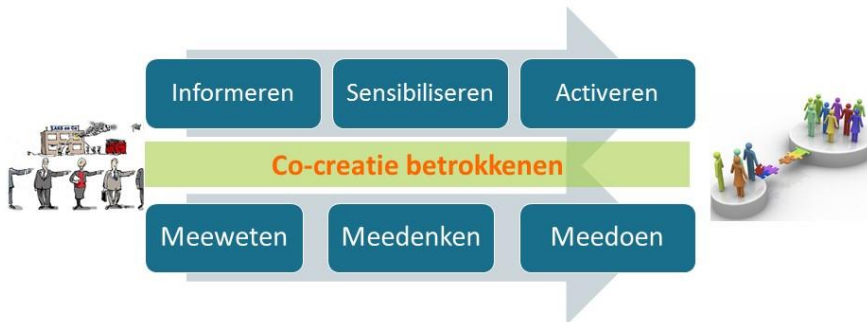 Informeren
Sensibiliseren
Activeren
Co-creatie betrokkenen
Meeweten
Meedenken
Meedoen